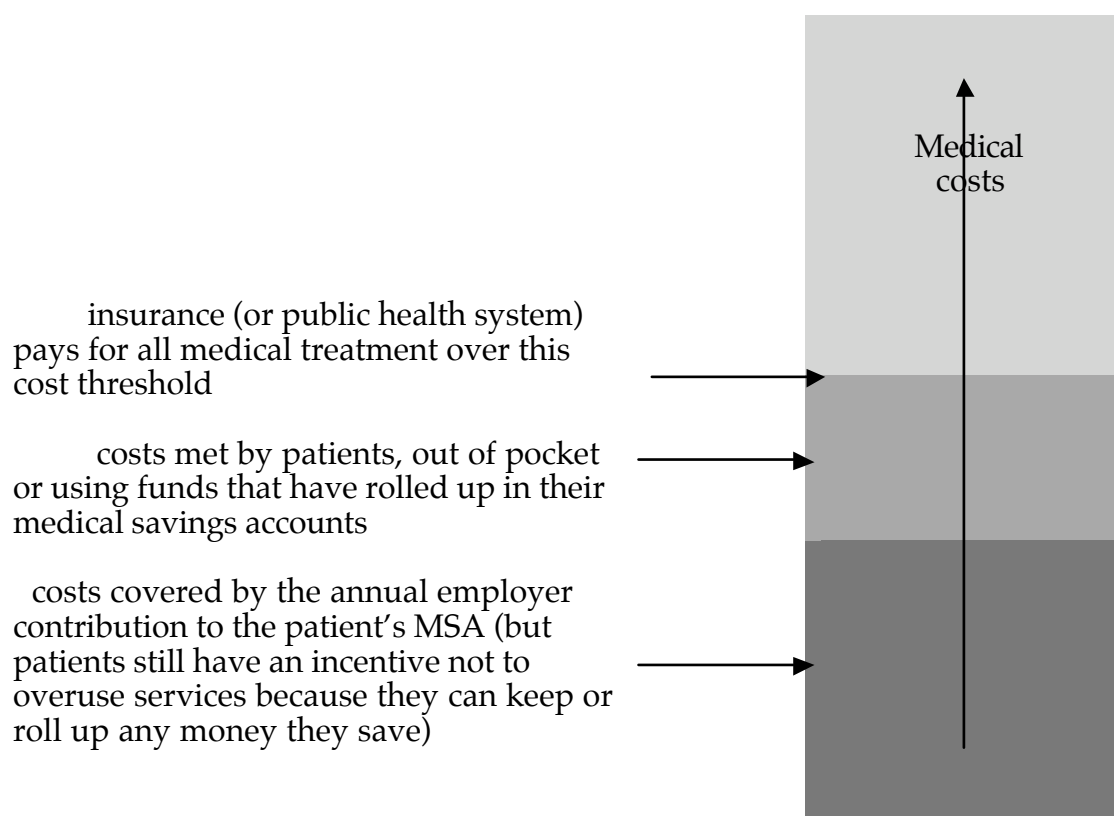 Medical
costs
insurance (or public health system)
pays for all medical treatment over this
cost threshold
costs met by patients, out of pocket
or using funds that have rolled up in their
medical savings accounts
costs covered by the annual employer
contribution to the patient’s MSA (but
patients still have an incentive not to
overuse services because they can keep or
roll up any money they save)